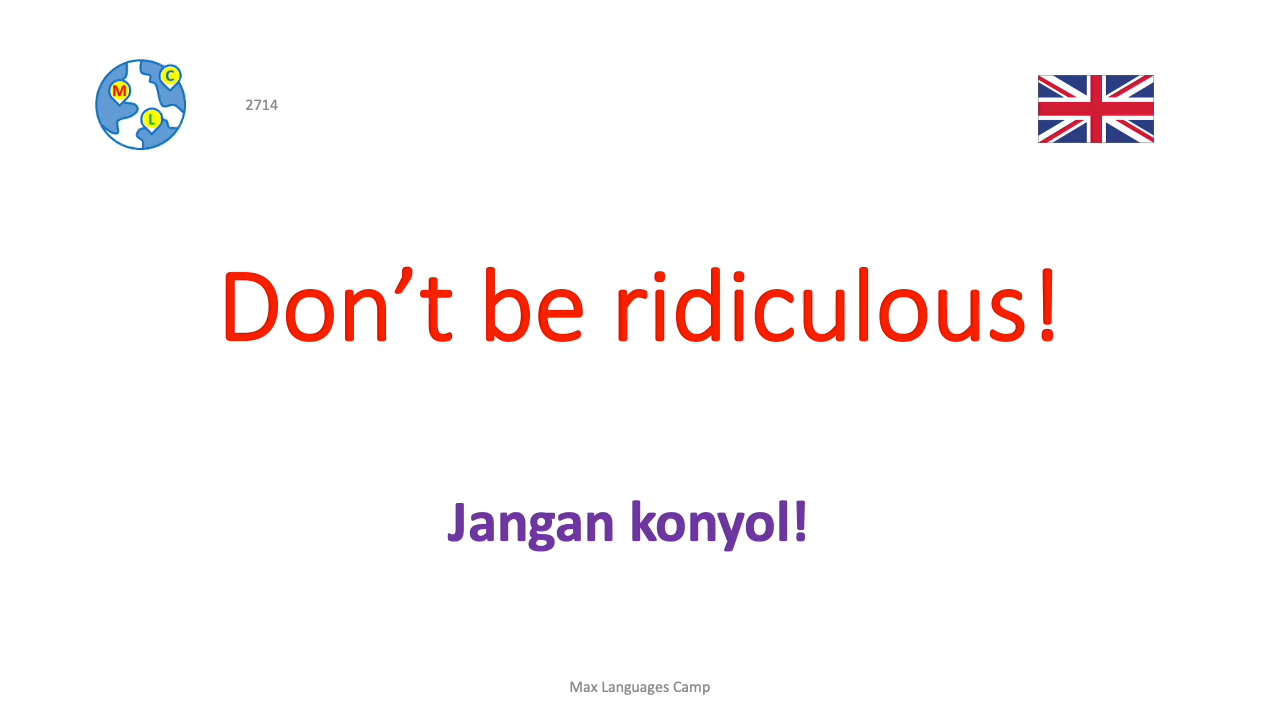 M
C
L
2714
Don’t be ridiculous!
Jangan konyol!
Max Languages Camp